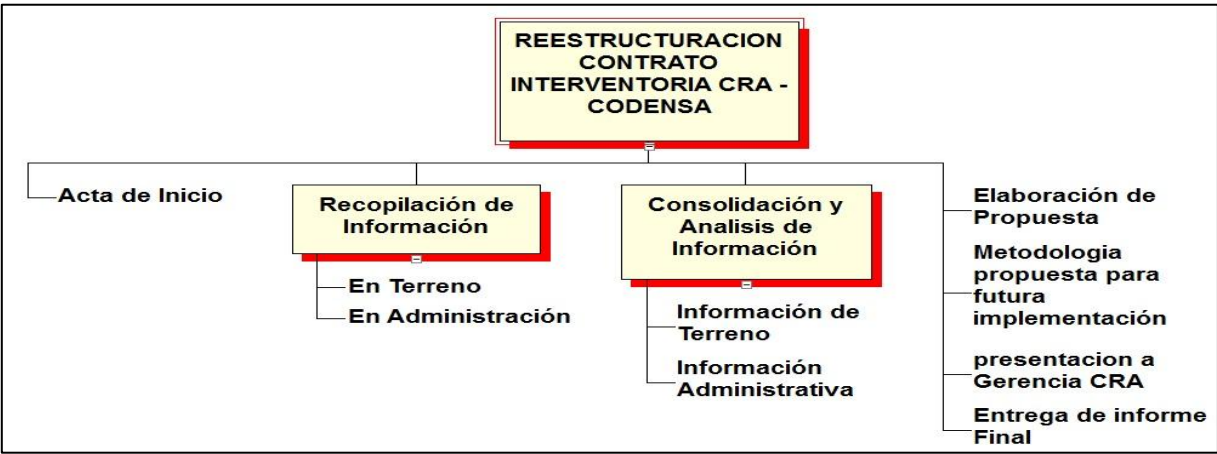 REESTRUCTURACION
CONTRATO
INTERVENTORIA CRA -
CODENSA
Acta de Inicio
Recopilación de
Información
En Terreno
En Administración
Consolidación y
Analisis de
Información
Información de
Terreno
Información
Administrativa
Elaboración de
Propuesta
Metodologia
propuesta para
futura
implementación
presentacion a
Gerencia CRA
Entrega de informe
Final